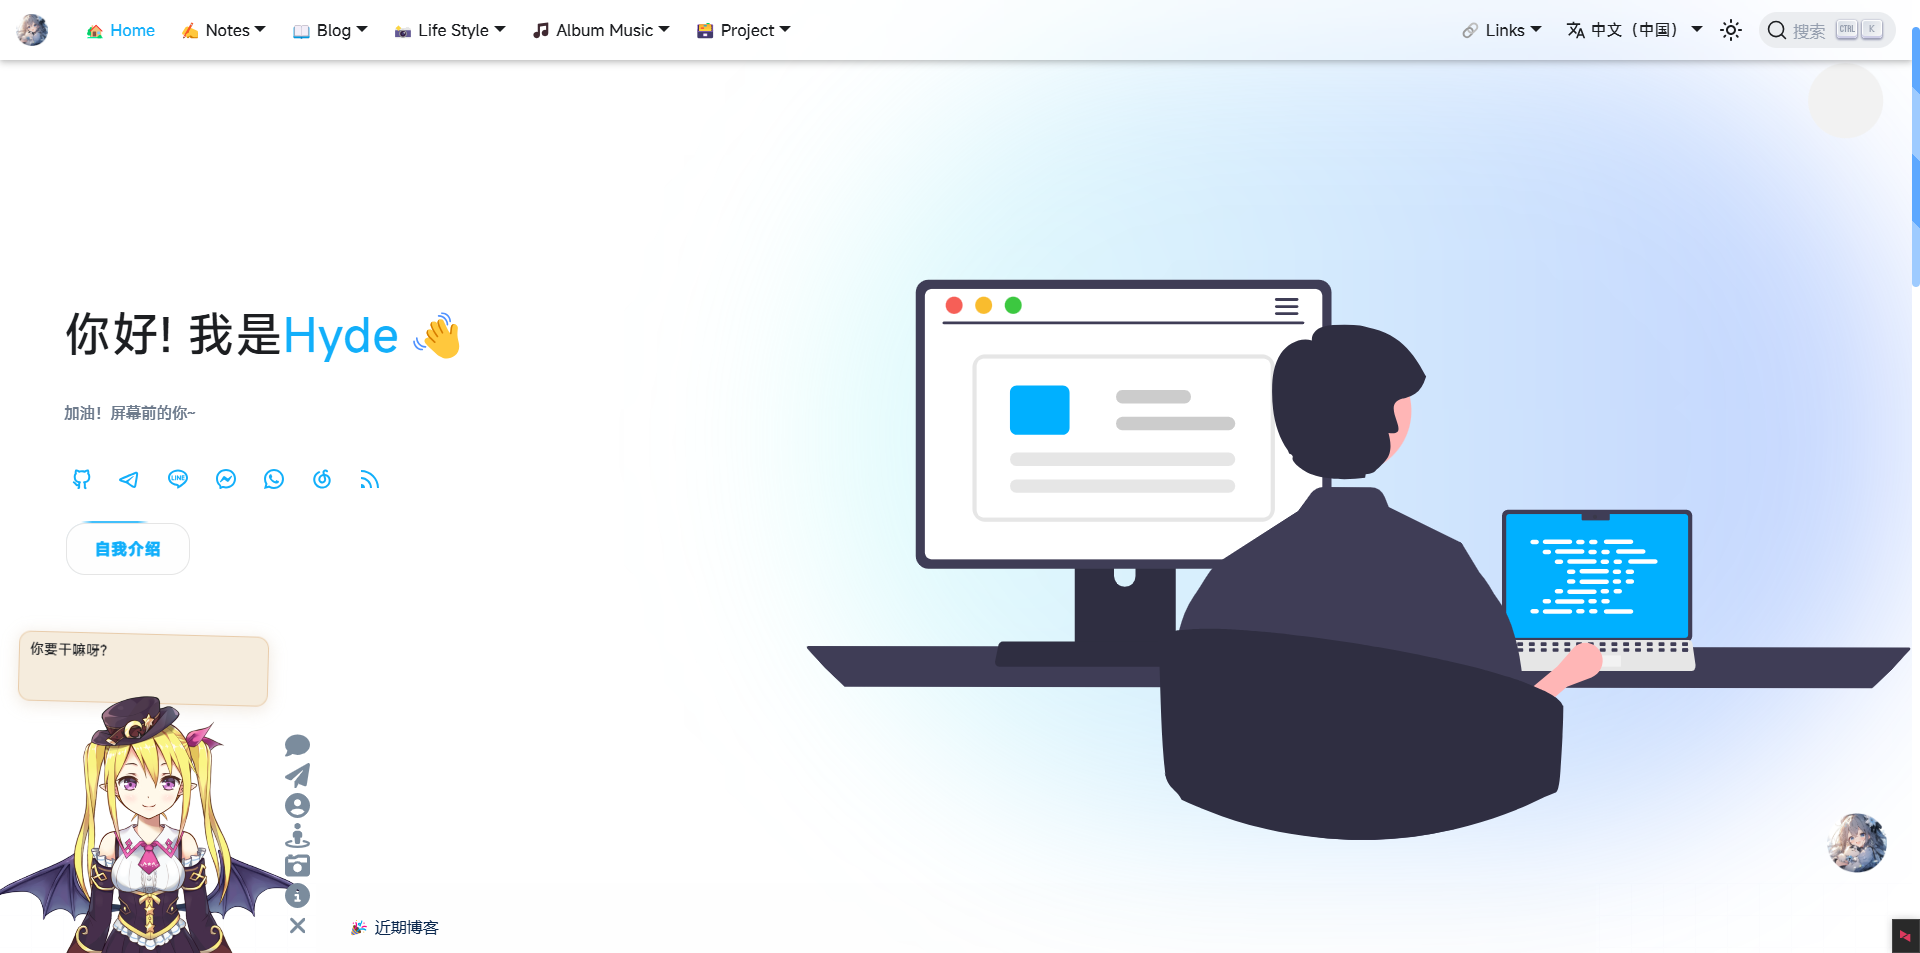 Home Notes Blog Life Style Album Music Project Links 中文（中国） 搜索 CTRL K
你好! 我是Hyde
加油！屏幕前的你~
LINE
自我介绍
你要干嘛呀?
近期博客